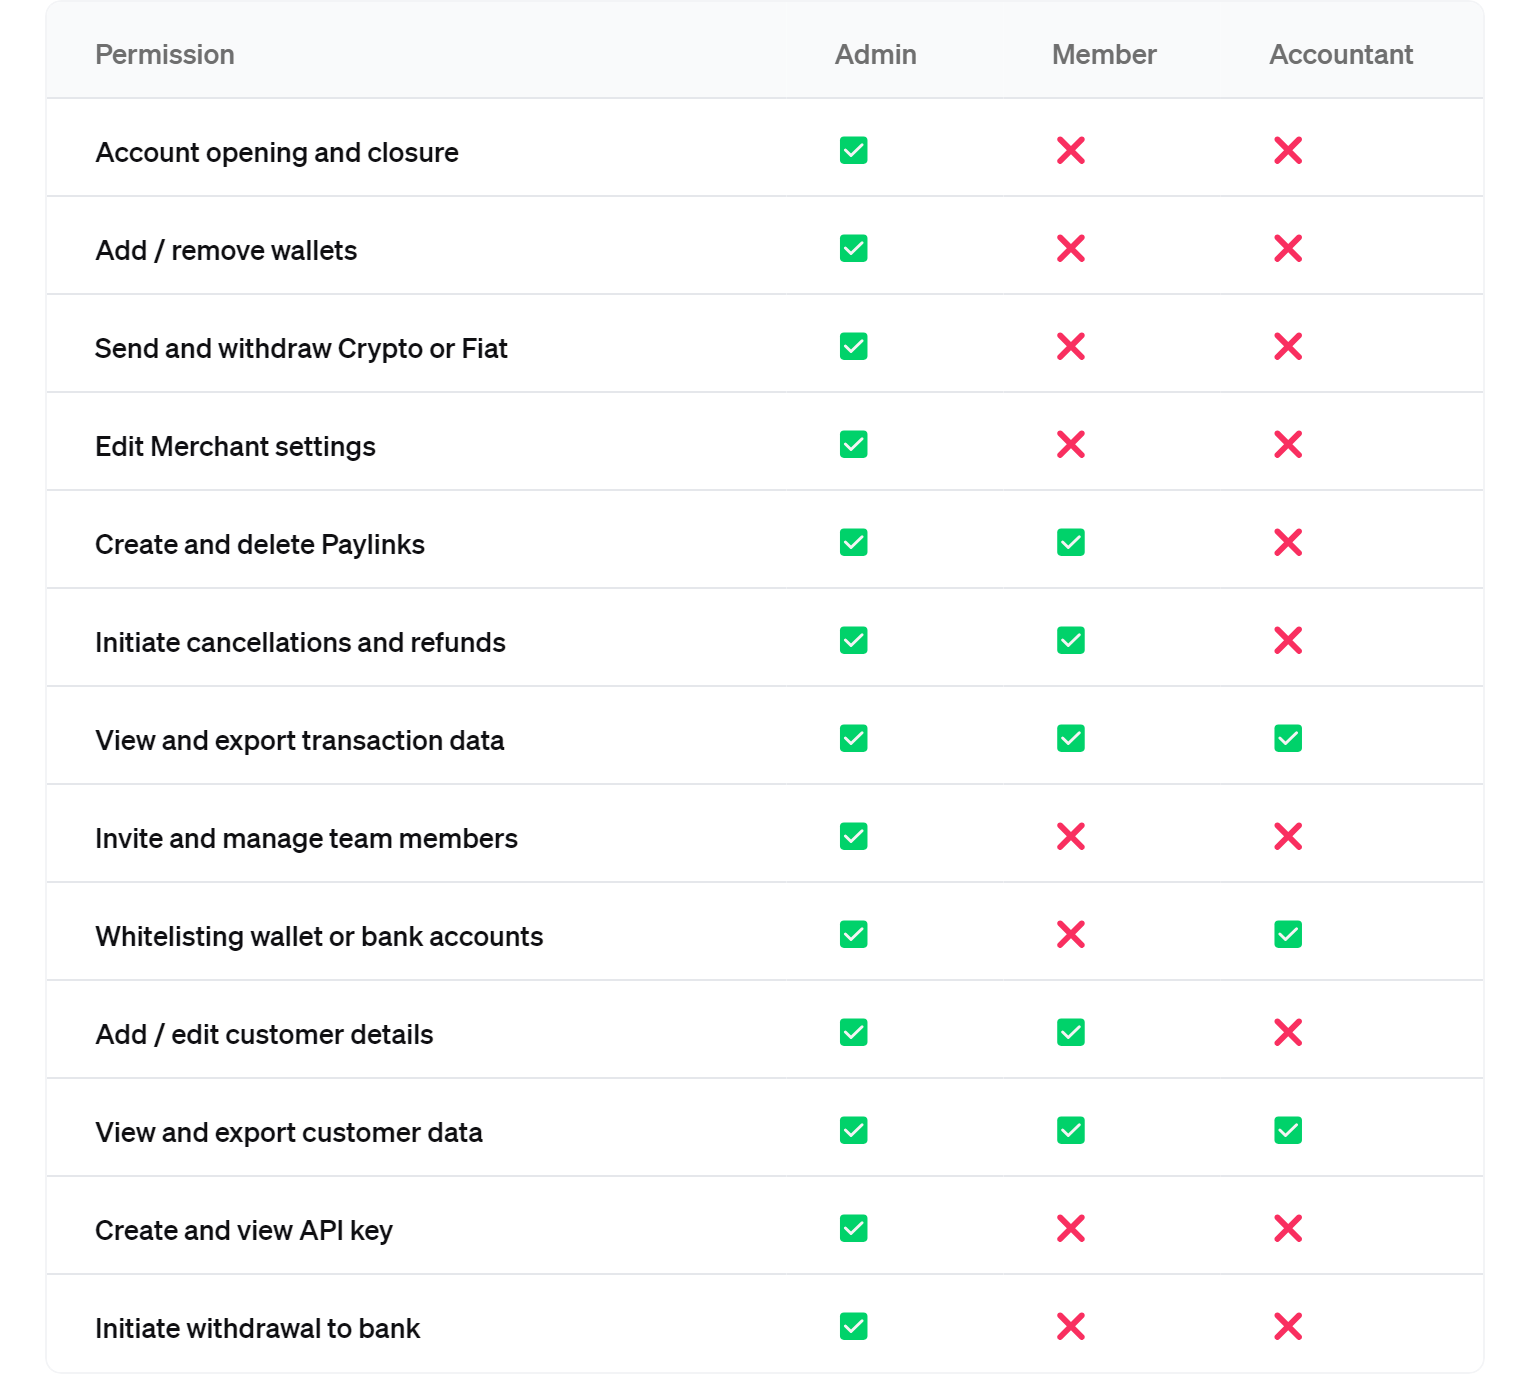 Permission Admin Member Accountant
Account opening and closure
Add / remove wallets
Send and withdraw Crypto or Fiat
Edit Merchant settings
Create and delete Paylinks
Initiate cancellations and refunds
View and export transaction data
Invite and manage team members
Whitelisting wallet or bank accounts
Add / edit customer details
View and export customer data
Create and view API key
Initiate withdrawal to bank